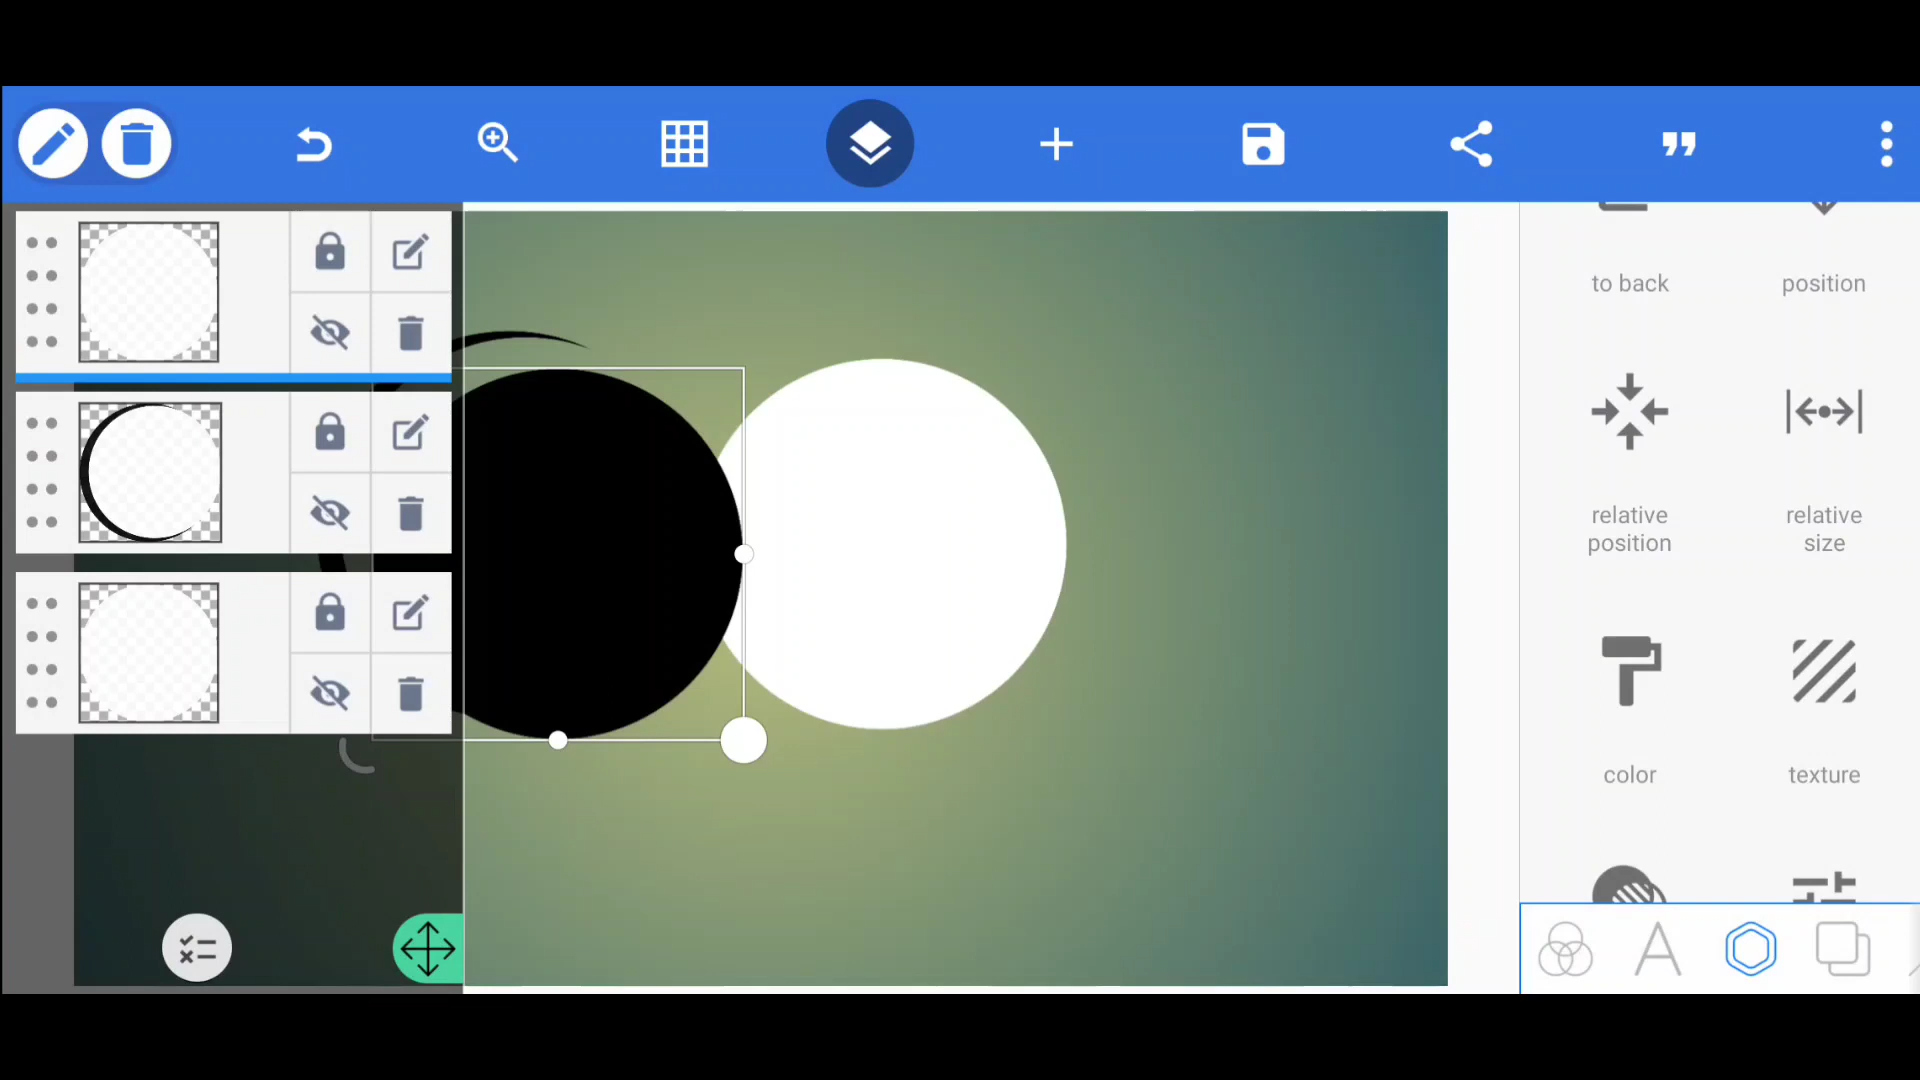 to back
position
relative
position
relative
size
color
texture